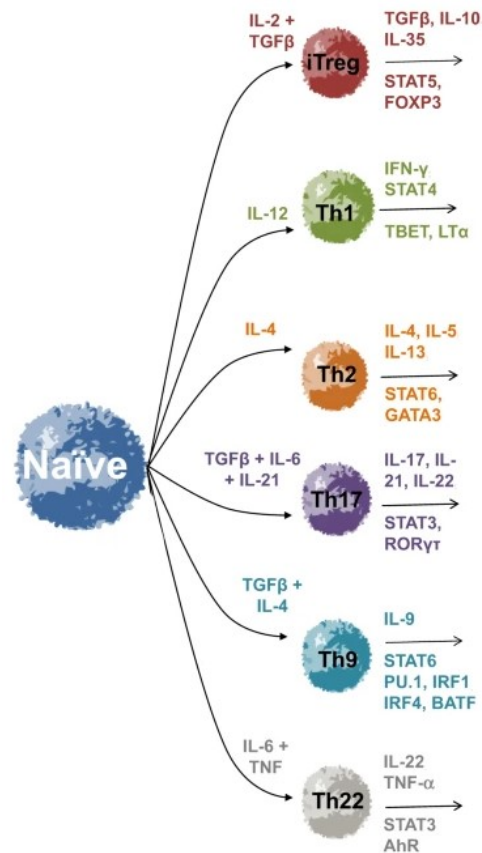 IL-2 +
TGFβ
iTreg
TGFβ, IL-10
IL-35
STAT5,
FOXP3
IL-12
Th1
IFN-γ
STAT4
TBET, LTα
IL-4
Th2
IL-4, IL-5
IL-13
STAT6,
GATA3
Naïve
TGFβ + IL-6
+ IL-21
Th17
IL-17, IL-
21, IL-22
STAT3,
RORγτ
TGFβ +
IL-4
Th9
IL-9
STAT6
PU.1, IRF1
IRF4, BATF
IL-6 +
TNF
Th22
IL-22
TNF-α
STAT3
AhR